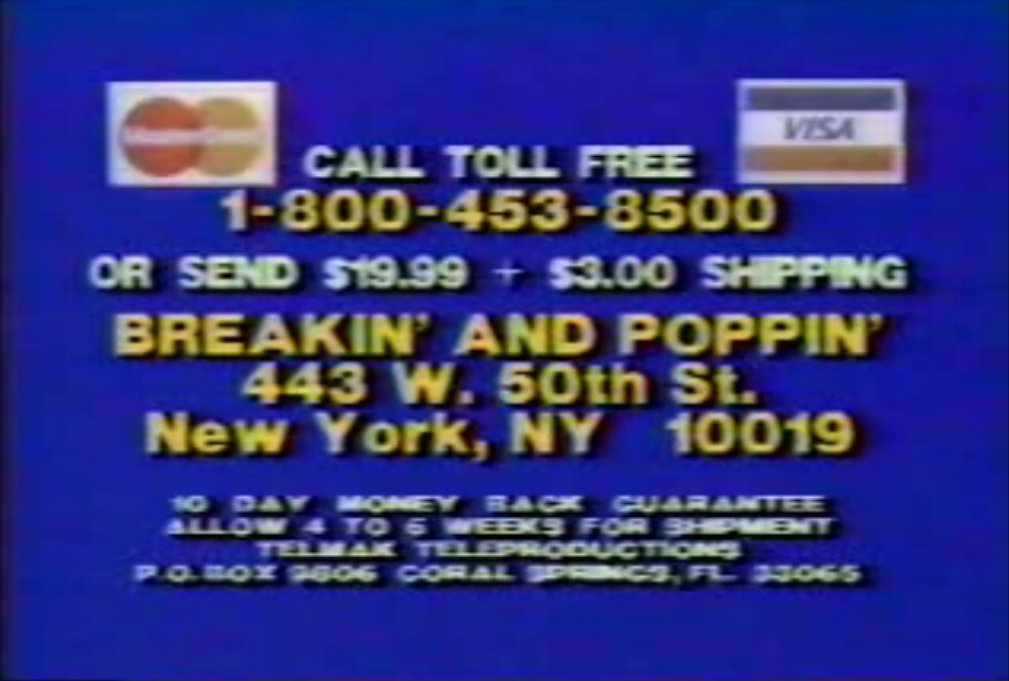 MasterCard
VISA
CALL TOLL FREE
1-800-453-8500
OR SEND $19.99 + $3.00 SHIPPING
BREAKIN' AND POPPIN'
443 W. 50th St.
New York, NY 10019
10 DAY MONEY BACK GUARANTEE
ALLOW 4 TO 6 WEEKS FOR SHIPMENT
TELMAK TELEPRODUCTIONS
P.O. BOX 9806 CORAL SPRINGS, FL. 33065